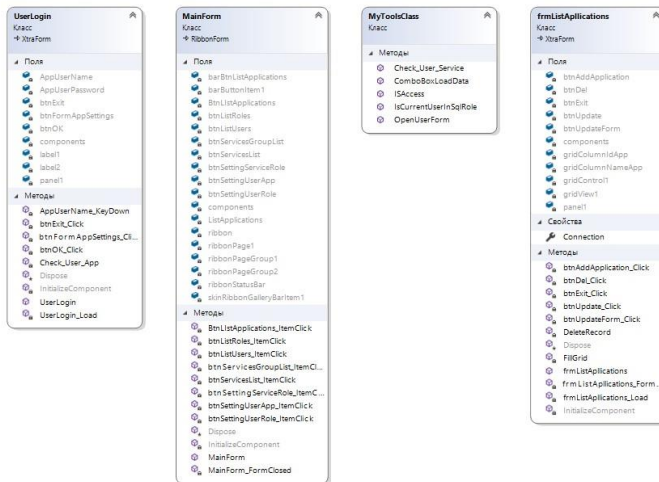 UserLogin
Класс
XtraForm
Поля
AppUserName
AppUserPassword
btnExit
btnFormAppSettings
btnOK
components
label1
label2
panel1
Методы
AppUserName_KeyDown
btnExit_Click
btnFormAppSettings_Cli...
btnOK_Click
Check_User_App
Dispose
InitializeComponent
UserLogin
UserLogin_Load
MainForm
Класс
RibbonForm
Поля
barBtnListApplications
barButtonItem1
BtnLIstApplications
btnListRoles
btnListUsers
btnServicesGroupList
btnServicesList
btnSettingServiceRole
btnSettingUserApp
btnSettingUserRole
components
ListApplications
ribbon
ribbonPage1
ribbonPageGroup1
ribbonPageGroup2
ribbonStatusBar
skinRibbonGalleryBarItem1
Методы
BtnLIstApplications_ItemClick
btnListRoles_ItemClick
btnListUsers_ItemClick
btnServicesGroupList_ItemCl...
btnServicesList_ItemClick
btnSettingServiceRole_ItemC...
btnSettingUserApp_ItemClick
btnSettingUserRole_ItemClick
Dispose
InitializeComponent
MainForm
MainForm_FormClosed
MyToolsClass
Класс
Методы
Check_User_Service
ComboBoxLoadData
ISAccess
IsCurrentUserInSqlRole
OpenUserForm
frmListApllications
Класс
XtraForm
Поля
btnAddApplication
btnDel
btnExit
btnUpdate
btnUpdateForm
components
gridColumnIdApp
gridColumnNameApp
gridControl1
gridView1
panel1
Свойства
Connection
Методы
btnAddApplication_Click
btnDel_Click
btnExit_Click
btnUpdate_Click
btnUpdateForm_Click
DeleteRecord
Dispose
FillGrid
frmListApllications
frmListApllications_Form...
frmListApllications_Load
InitializeComponent